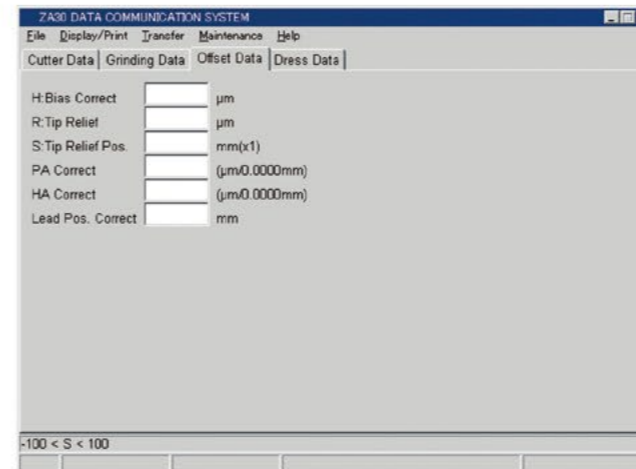 ZA30 DATA COMMUNICATION SYSTEM
File Display/Print Transfer Maintenance Help
Cutter Data Grinding Data Offset Data Dress Data
H:Bias Correct μm
R:Tip Relief μm
S:Tip Relief Pos. mm(x1)
PA Correct (μm/0.0000mm)
HA Correct (μm/0.0000mm)
Lead Pos. Correct mm
-100 < S < 100